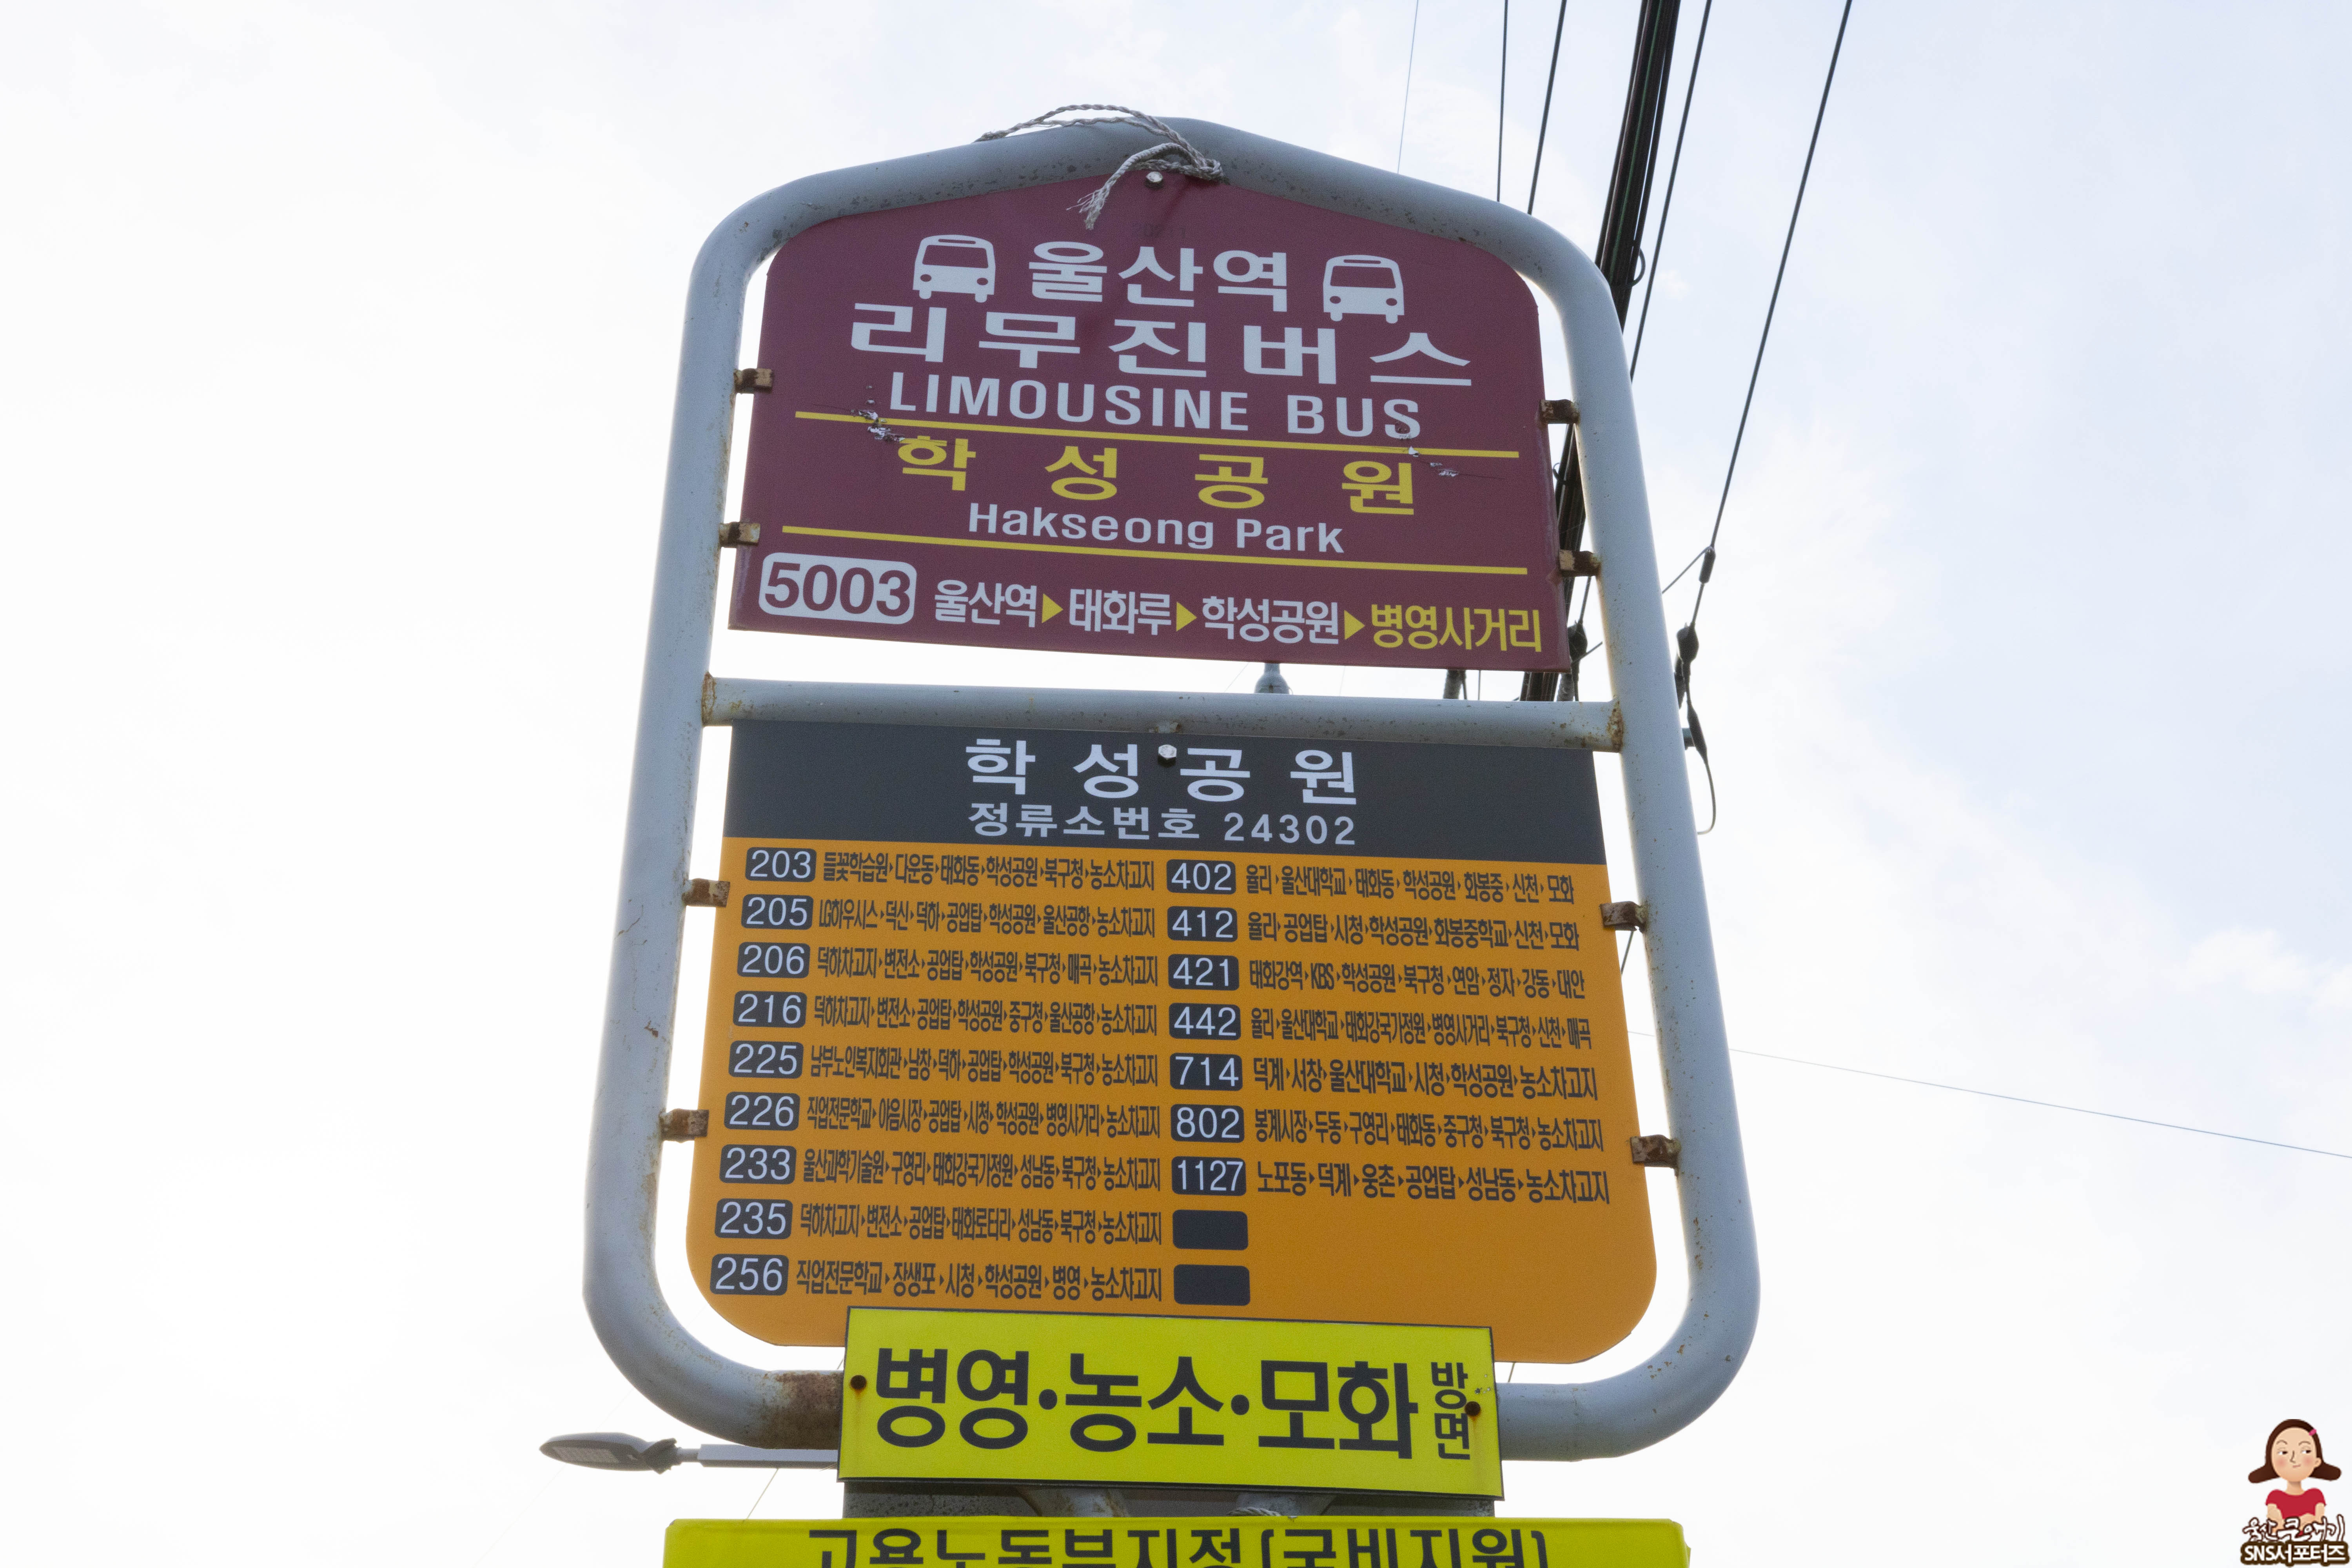 울산역
리무진버스
LIMOUSINE BUS
학성공원
Hakseong Park
5003 울산역▶태화루▶학성공원▶병영사거리
학성공원
정류소번호 24302
203 들꽃학습원▸다운동▸태화동▸학성공원▸북구청▸농소차고지
205 LG하우시스▸덕신▸덕하▸공업탑▸학성공원▸울산공항▸농소차고지
206 덕하차고지▸변전소▸공업탑▸학성공원▸북구청▸매곡▸농소차고지
216 덕하차고지▸변전소▸공업탑▸학성공원▸중구청▸울산공항▸농소차고지
225 남부노인복지회관▸남창▸덕하▸공업탑▸학성공원▸북구청▸농소차고지
226 직업전문학교▸야음시장▸공업탑▸시청▸학성공원▸병영사거리▸농소차고지
233 울산과학기술원▸구영리▸태화강국가정원▸성남동▸북구청▸농소차고지
235 덕하차고지▸변전소▸공업탑▸태화로터리▸성남동▸북구청▸농소차고지
256 직업전문학교▸장생포▸시청▸학성공원▸병영▸농소차고지
402 율리▸울산대학교▸태화동▸학성공원▸화봉중▸신천▸모화
412 율리▸공업탑▸시청▸학성공원▸화봉중학교▸신천▸모화
421 태화강역▸KBS▸학성공원▸북구청▸연암▸정자▸강동▸대안
442 율리▸울산대학교▸태화강국가정원▸병영사거리▸북구청▸신천▸매곡
714 덕계▸서창▸울산대학교▸시청▸학성공원▸농소차고지
802 봉계시장▸두동▸구영리▸태화동▸중구청▸북구청▸농소차고지
1127 노포동▸덕계▸웅촌▸공업탑▸성남동▸농소차고지
병영·농소·모화 방면
고용노동부지정(국비지원)
울산큰애기
SNS서포터즈